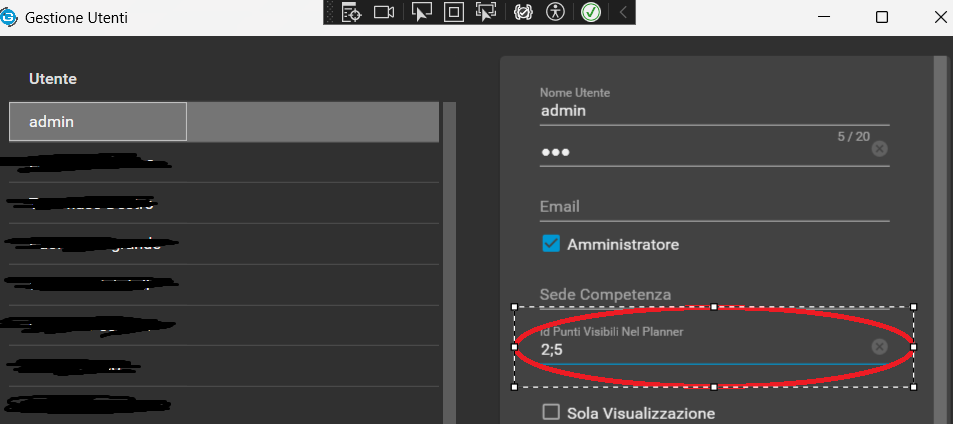 Gestione Utenti
Utente
admin
Nome Utente
admin
5 / 20
Email
Amministratore
Sede Competenza
Id Punti Visibili Nel Planner
2;5
Sola Visualizzazione